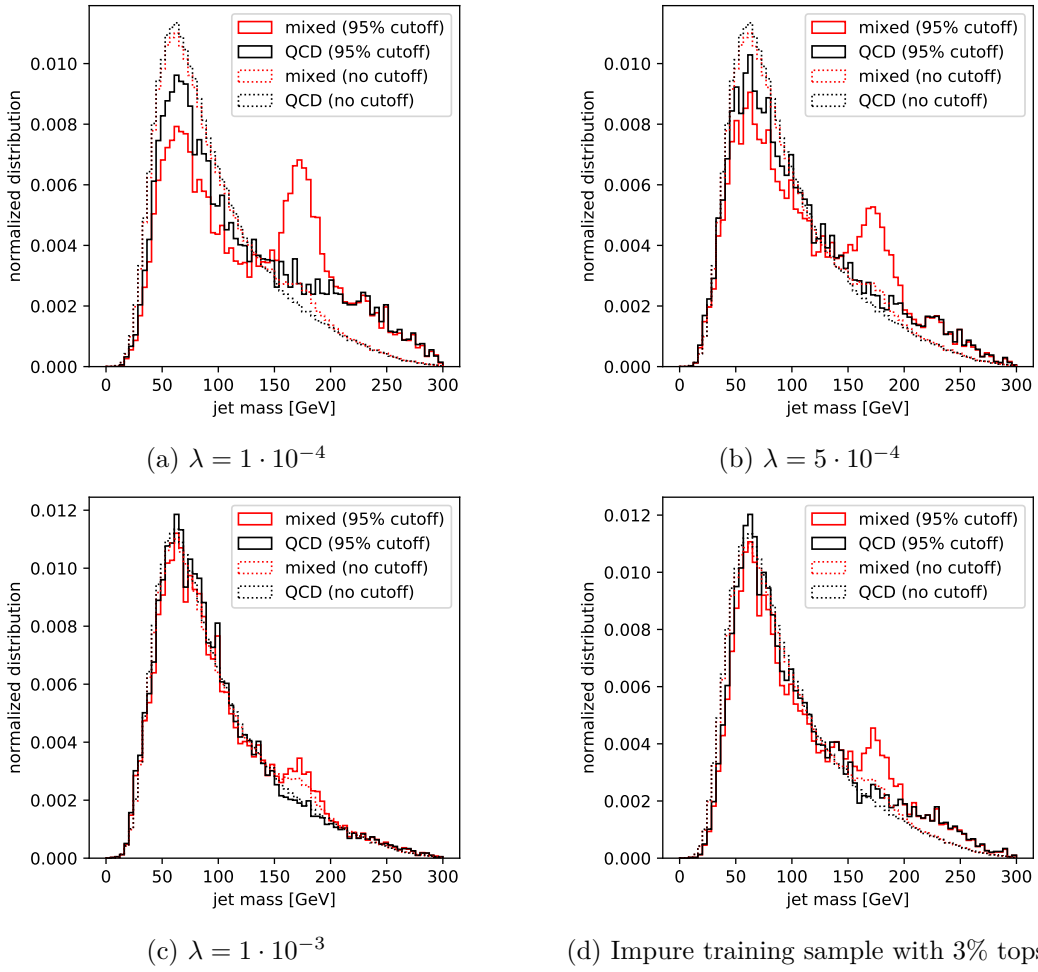 mixed (95% cutoff)
QCD (95% cutoff)
mixed (no cutoff)
QCD (no cutoff)
normalized distribution
0.010
0.008
0.006
0.004
0.002
0.000
0 50 100 150 200 250 300
jet mass [GeV]
(a) λ = 1 · 10⁻⁴
mixed (95% cutoff)
QCD (95% cutoff)
mixed (no cutoff)
QCD (no cutoff)
normalized distribution
0.010
0.008
0.006
0.004
0.002
0.000
0 50 100 150 200 250 300
jet mass [GeV]
(b) λ = 5 · 10⁻⁴
mixed (95% cutoff)
QCD (95% cutoff)
mixed (no cutoff)
QCD (no cutoff)
normalized distribution
0.012
0.010
0.008
0.006
0.004
0.002
0.000
0 50 100 150 200 250 300
jet mass [GeV]
(c) λ = 1 · 10⁻³
mixed (95% cutoff)
QCD (95% cutoff)
mixed (no cutoff)
QCD (no cutoff)
normalized distribution
0.012
0.010
0.008
0.006
0.004
0.002
0.000
0 50 100 150 200 250 300
jet mass [GeV]
(d) Impure training sample with 3% tops